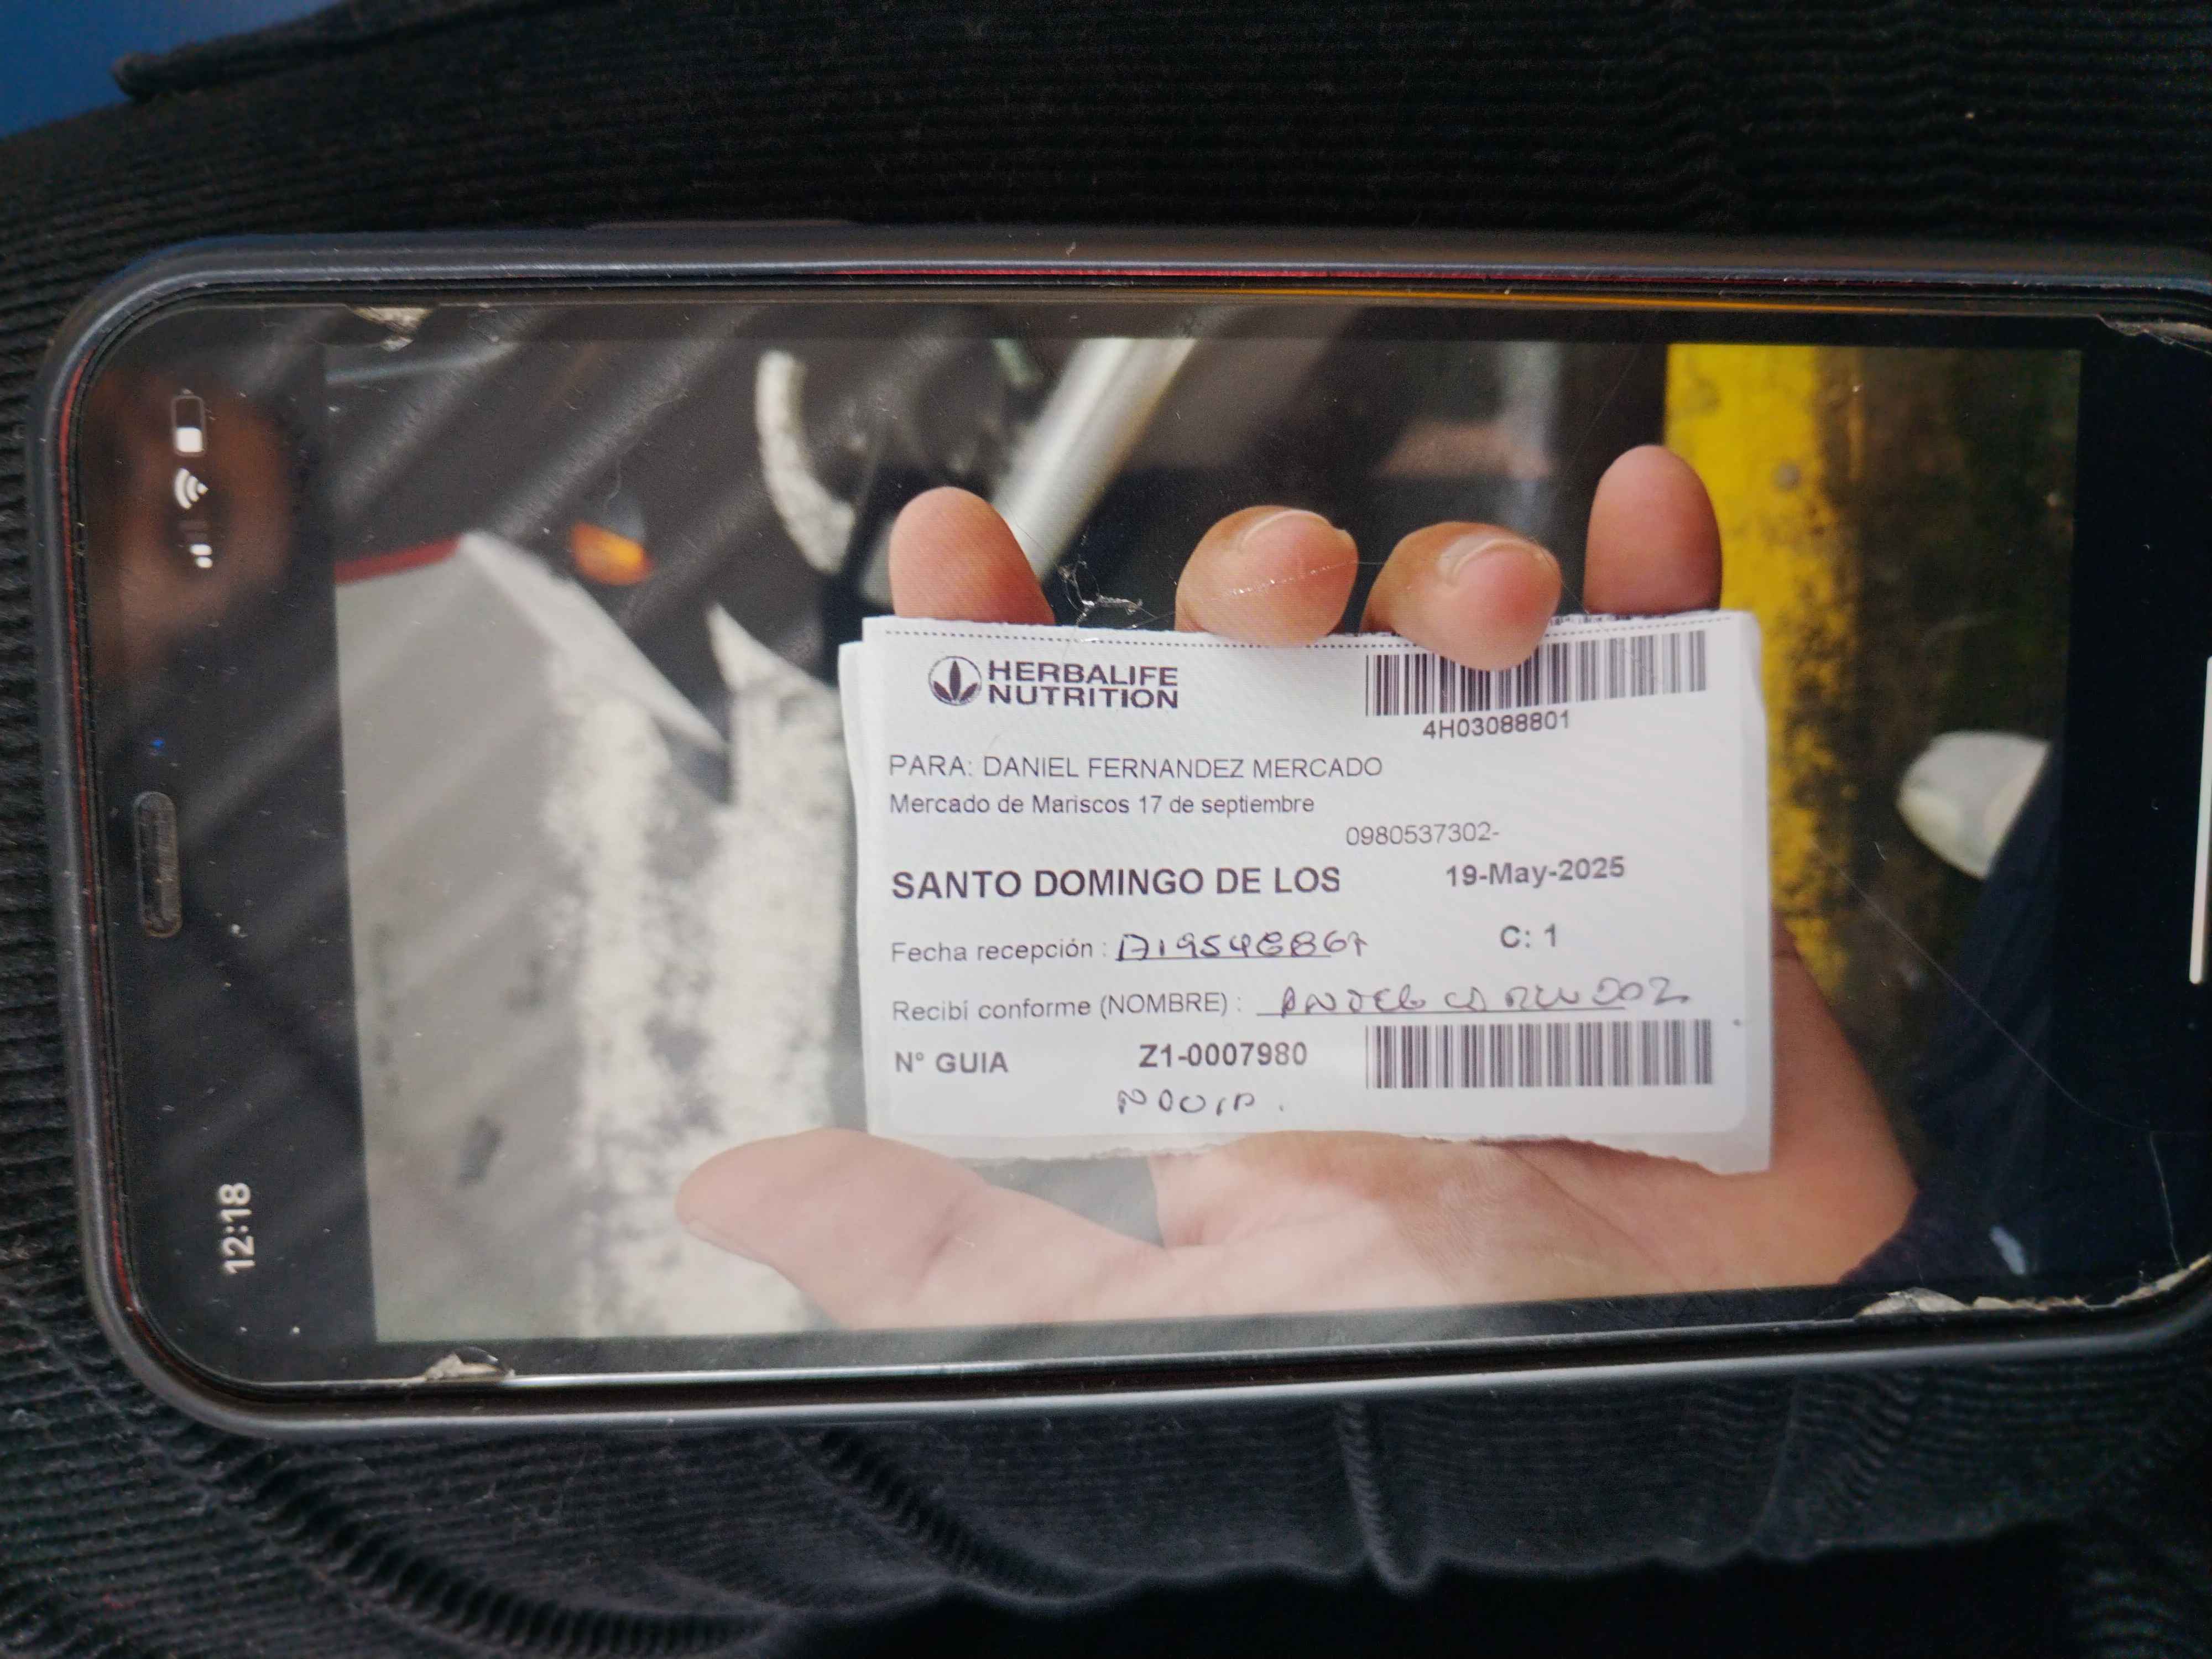 12:18
HERBALIFE
NUTRITION
4H03088801
PARA: DANIEL FERNANDEZ MERCADO
Mercado de Mariscos 17 de septiembre
0980537302-
SANTO DOMINGO DE LOS 19-May-2025
Fecha recepción : C: 1
Recibí conforme (NOMBRE) :
N° GUIA Z1-0007980